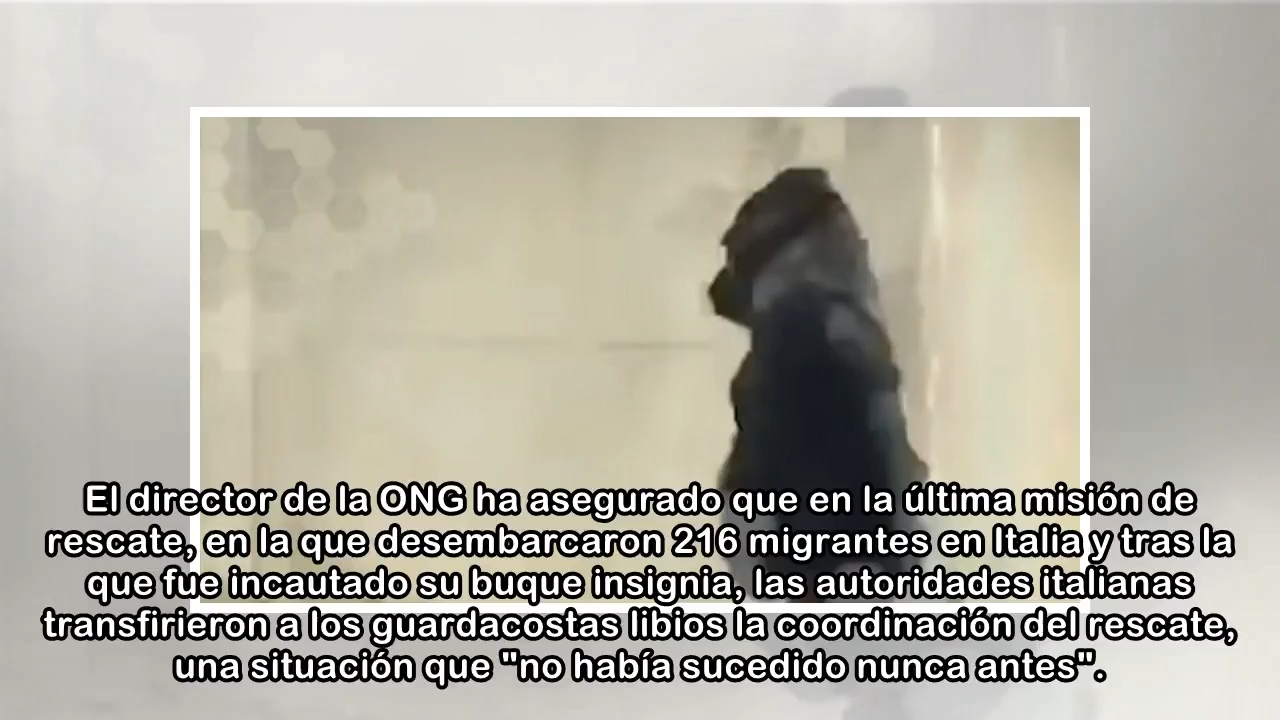 El director de la ONG ha asegurado que en la última misión de
rescate, en la que desembarcaron 216 migrantes en Italia y tras la
que fue incautado su buque insignia, las autoridades italianas
transfirieron a los guardacostas libios la coordinación del rescate,
una situación que "no había sucedido nunca antes".